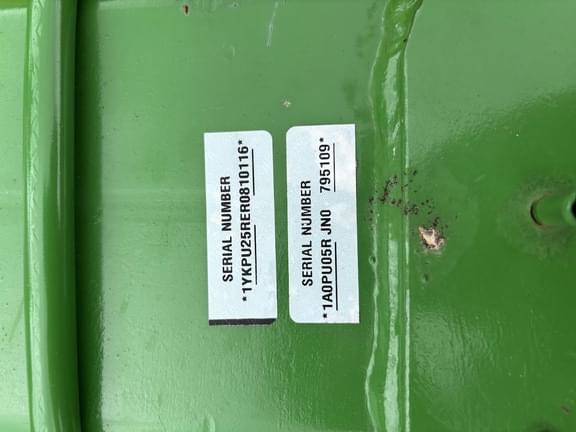 SERIAL NUMBER
*1YKPU25RER0810116*
SERIAL NUMBER
*1A0PU05R JN0 795109*